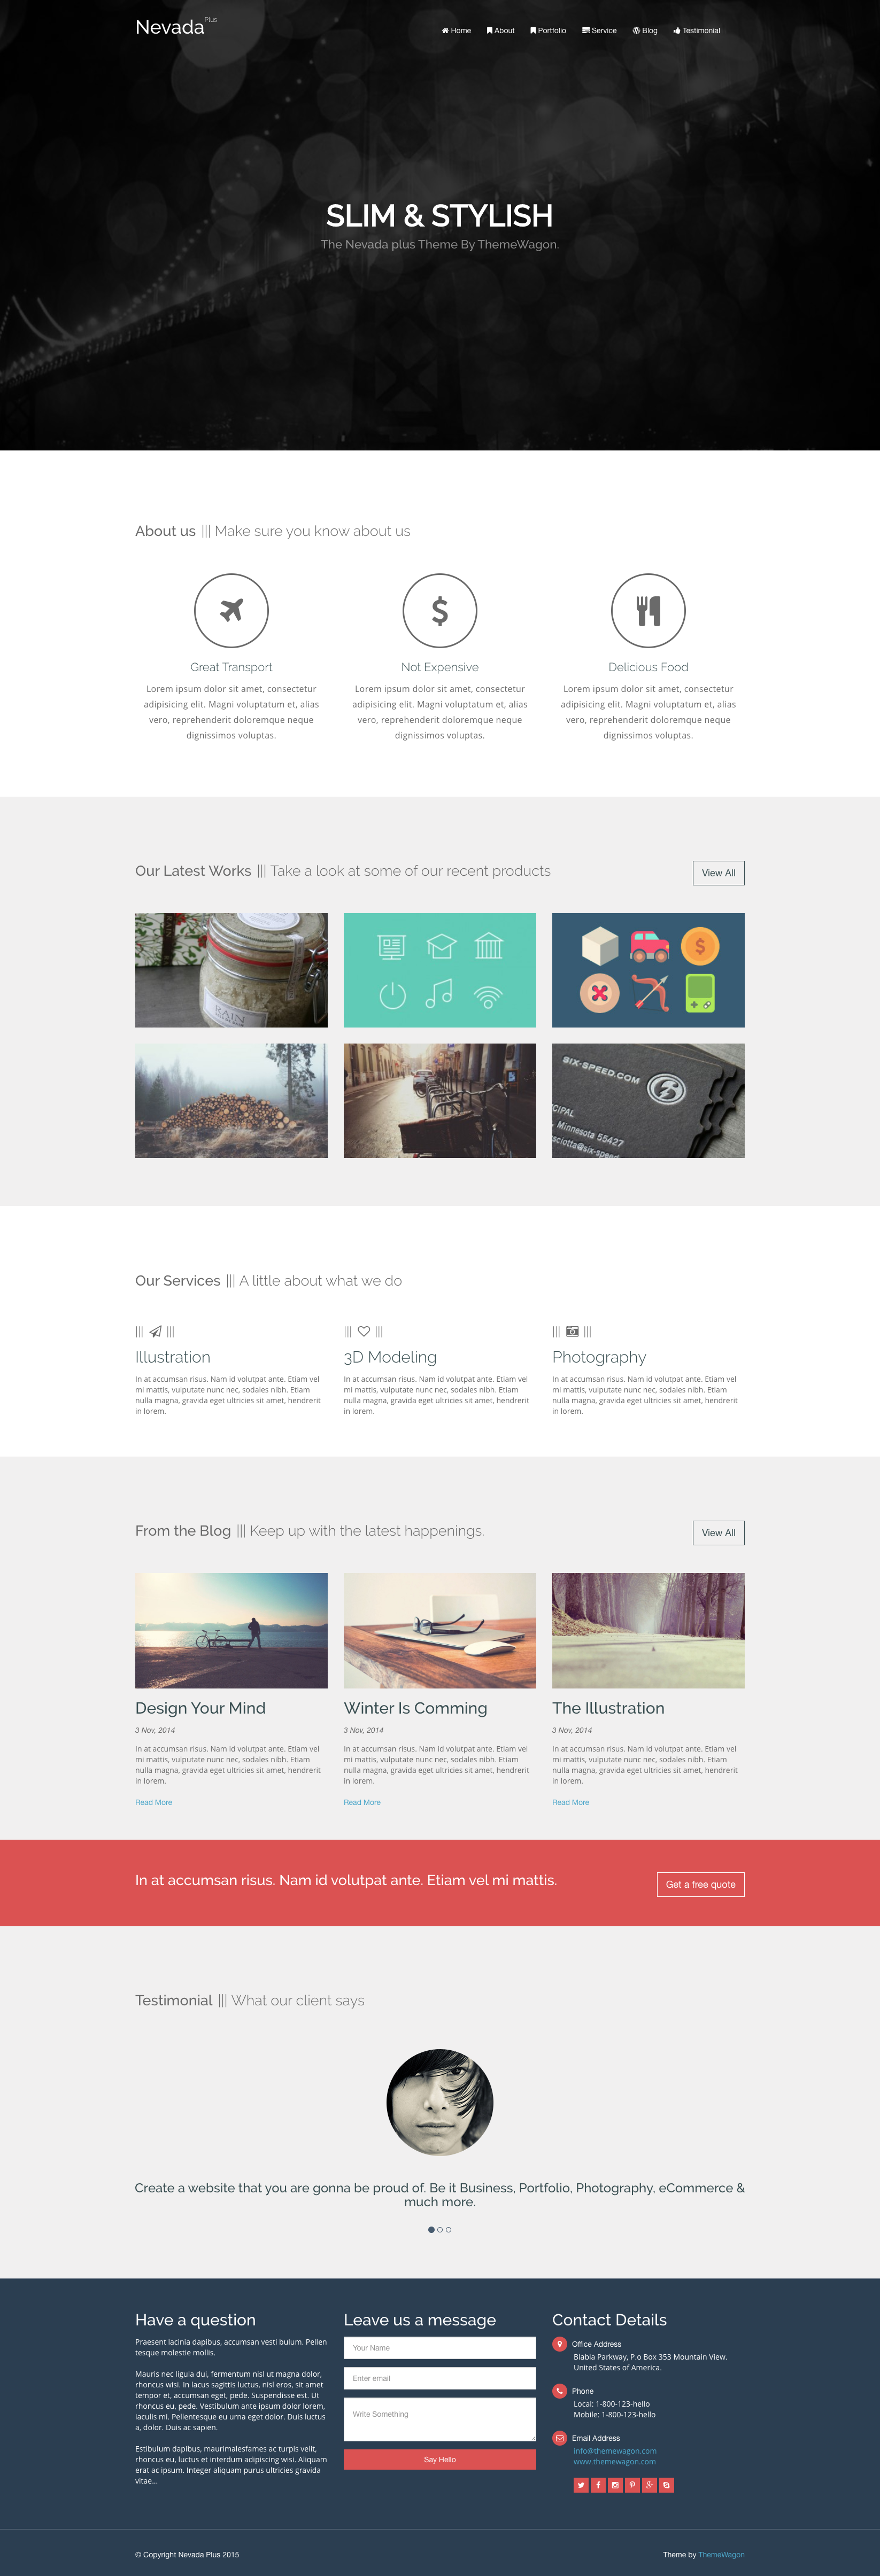 Nevada Plus
Home About Portfolio Service Blog Testimonial
SLIM & STYLISH
The Nevada plus Theme By ThemeWagon.
About us ||| Make sure you know about us
Great Transport
Lorem ipsum dolor sit amet, consectetur
adipisicing elit. Magni voluptatum et, alias
vero, reprehenderit doloremque neque
dignissimos voluptas.
Not Expensive
Lorem ipsum dolor sit amet, consectetur
adipisicing elit. Magni voluptatum et, alias
vero, reprehenderit doloremque neque
dignissimos voluptas.
Delicious Food
Lorem ipsum dolor sit amet, consectetur
adipisicing elit. Magni voluptatum et, alias
vero, reprehenderit doloremque neque
dignissimos voluptas.
Our Latest Works ||| Take a look at some of our recent products
View All
SIX-SPEED.COM
CIPAL
Minnesota 55427
sciotta@six-speed
Our Services ||| A little about what we do
Illustration
In at accumsan risus. Nam id volutpat ante. Etiam vel
mi mattis, vulputate nunc nec, sodales nibh. Etiam
nulla magna, gravida eget ultricies sit amet, hendrerit
in lorem.
3D Modeling
In at accumsan risus. Nam id volutpat ante. Etiam vel
mi mattis, vulputate nunc nec, sodales nibh. Etiam
nulla magna, gravida eget ultricies sit amet, hendrerit
in lorem.
Photography
In at accumsan risus. Nam id volutpat ante. Etiam vel
mi mattis, vulputate nunc nec, sodales nibh. Etiam
nulla magna, gravida eget ultricies sit amet, hendrerit
in lorem.
From the Blog ||| Keep up with the latest happenings.
View All
Design Your Mind
3 Nov, 2014
In at accumsan risus. Nam id volutpat ante. Etiam vel
mi mattis, vulputate nunc nec, sodales nibh. Etiam
nulla magna, gravida eget ultricies sit amet, hendrerit
in lorem.
Read More
Winter Is Comming
3 Nov, 2014
In at accumsan risus. Nam id volutpat ante. Etiam vel
mi mattis, vulputate nunc nec, sodales nibh. Etiam
nulla magna, gravida eget ultricies sit amet, hendrerit
in lorem.
Read More
The Illustration
3 Nov, 2014
In at accumsan risus. Nam id volutpat ante. Etiam vel
mi mattis, vulputate nunc nec, sodales nibh. Etiam
nulla magna, gravida eget ultricies sit amet, hendrerit
in lorem.
Read More
In at accumsan risus. Nam id volutpat ante. Etiam vel mi mattis.
Get a free quote
Testimonial ||| What our client says
Create a website that you are gonna be proud of. Be it Business, Portfolio, Photography, eCommerce &
much more.
Have a question
Praesent lacinia dapibus, accumsan vesti bulum. Pellen
tesque molestie mollis.
Mauris nec ligula dui, fermentum nisl ut magna dolor,
rhoncus wisi. In lacus sagittis luctus, nisl eros, sit amet
tempor et, accumsan eget, pede. Suspendisse est. Ut
rhoncus eu, pede. Vestibulum ante ipsum dolor lorem,
iaculis mi. Pellentesque eu urna eget dolor. Duis luctus
a, dolor. Duis ac sapien.
Estibulum dapibus, maurimalesfames ac turpis velit,
rhoncus eu, luctus et interdum adipiscing wisi. Aliquam
erat ac ipsum. Integer aliquam purus ultricies gravida
vitae...
Leave us a message
Your Name
Enter email
Write Something
Say Hello
Contact Details
Office Address
Blabla Parkway, P.o Box 353 Mountain View.
United States of America.
Phone
Local: 1-800-123-hello
Mobile: 1-800-123-hello
Email Address
info@themewagon.com
www.themewagon.com
© Copyright Nevada Plus 2015
Theme by ThemeWagon